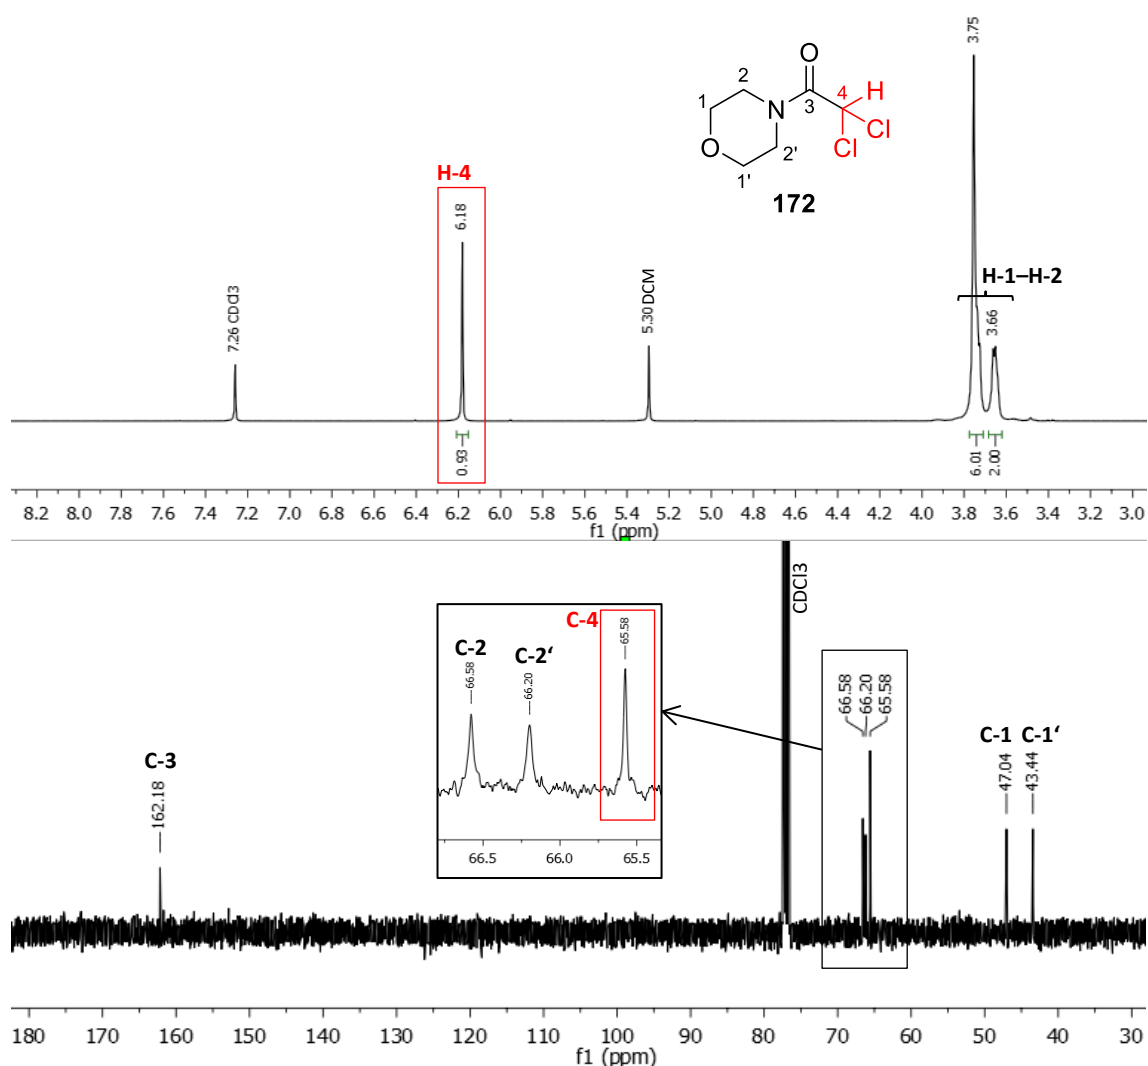 3.75
O
2
4
H
1
3
N
Cl
O
2'
Cl
1'
172
H-4
6.18
7.26 CDCl3
5.30 DCM
H-1–H-2
3.66
0.93
6.01
2.00
8.2 8.0 7.8 7.6 7.4 7.2 7.0 6.8 6.6 6.4 6.2 6.0 5.8 5.6 5.4 5.2 5.0 4.8 4.6 4.4 4.2 4.0 3.8 3.6 3.4 3.2 3.0
f1 (ppm)
CDCl3
C-4
65.58
C-2
66.58
C-2‘
66.20
66.5 66.0 65.5
66.58
66.20
65.58
C-1 C-1‘
47.04
43.44
C-3
162.18
180 170 160 150 140 130 120 110 100 90 80 70 60 50 40 30
f1 (ppm)